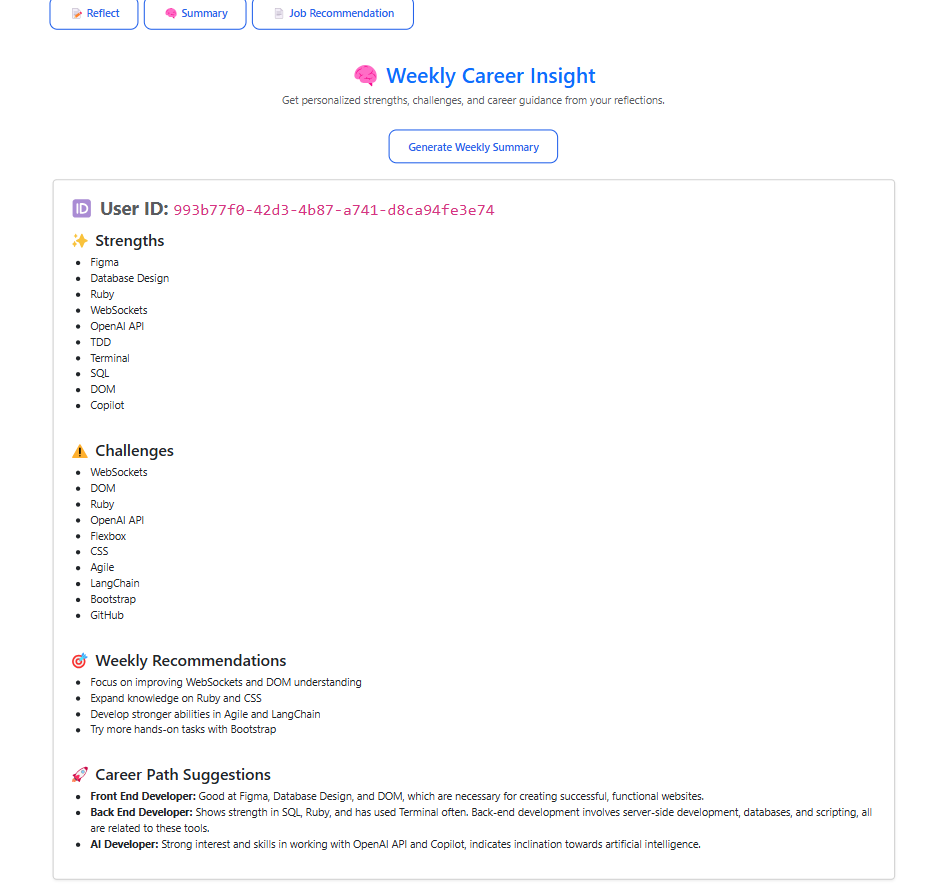 Reflect
Summary
Job Recommendation
Weekly Career Insight
Get personalized strengths, challenges, and career guidance from your reflections.
Generate Weekly Summary
ID User ID: 993b77f0-42d3-4b87-a741-d8ca94fe3e74
Strengths
Figma
Database Design
Ruby
WebSockets
OpenAI API
TDD
Terminal
SQL
DOM
Copilot
Challenges
WebSockets
DOM
Ruby
OpenAI API
Flexbox
CSS
Agile
LangChain
Bootstrap
GitHub
Weekly Recommendations
Focus on improving WebSockets and DOM understanding
Expand knowledge on Ruby and CSS
Develop stronger abilities in Agile and LangChain
Try more hands-on tasks with Bootstrap
Career Path Suggestions
Front End Developer: Good at Figma, Database Design, and DOM, which are necessary for creating successful, functional websites.
Back End Developer: Shows strength in SQL, Ruby, and has used Terminal often. Back-end development involves server-side development, databases, and scripting, all
are related to these tools.
AI Developer: Strong interest and skills in working with OpenAI API and Copilot, indicates inclination towards artificial intelligence.